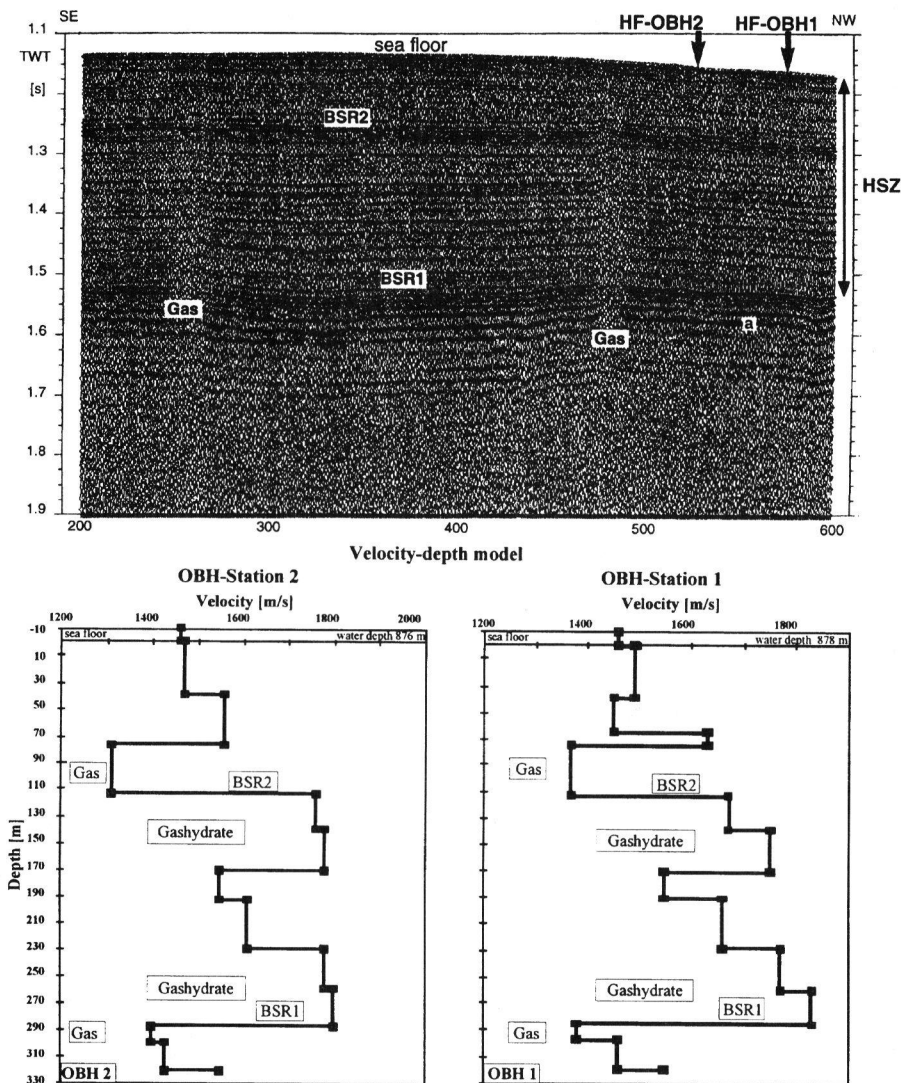 SE
HF-OBH2 HF-OBH1 NW
1.1
TWT
[s]
sea floor
BSR2
1.3
1.4
HSZ
1.5
BSR1
Gas
1.6
Gas
a
1.7
1.8
1.9
200 300 400 500 600
Velocity-depth model
OBH-Station 2
Velocity [m/s]
1200 1400 1600 1800 2000
-10
sea floor
water depth 876 m
10
30
50
70
90
110
130
150
170
190
210
230
250
270
290
310
330
Depth [m]
Gas
BSR2
Gashydrate
Gashydrate
BSR1
Gas
OBH 2
OBH-Station 1
Velocity [m/s]
1200 1400 1600 1800
sea floor
water depth 878 m
Gas
BSR2
Gashydrate
Gashydrate
BSR1
Gas
OBH 1